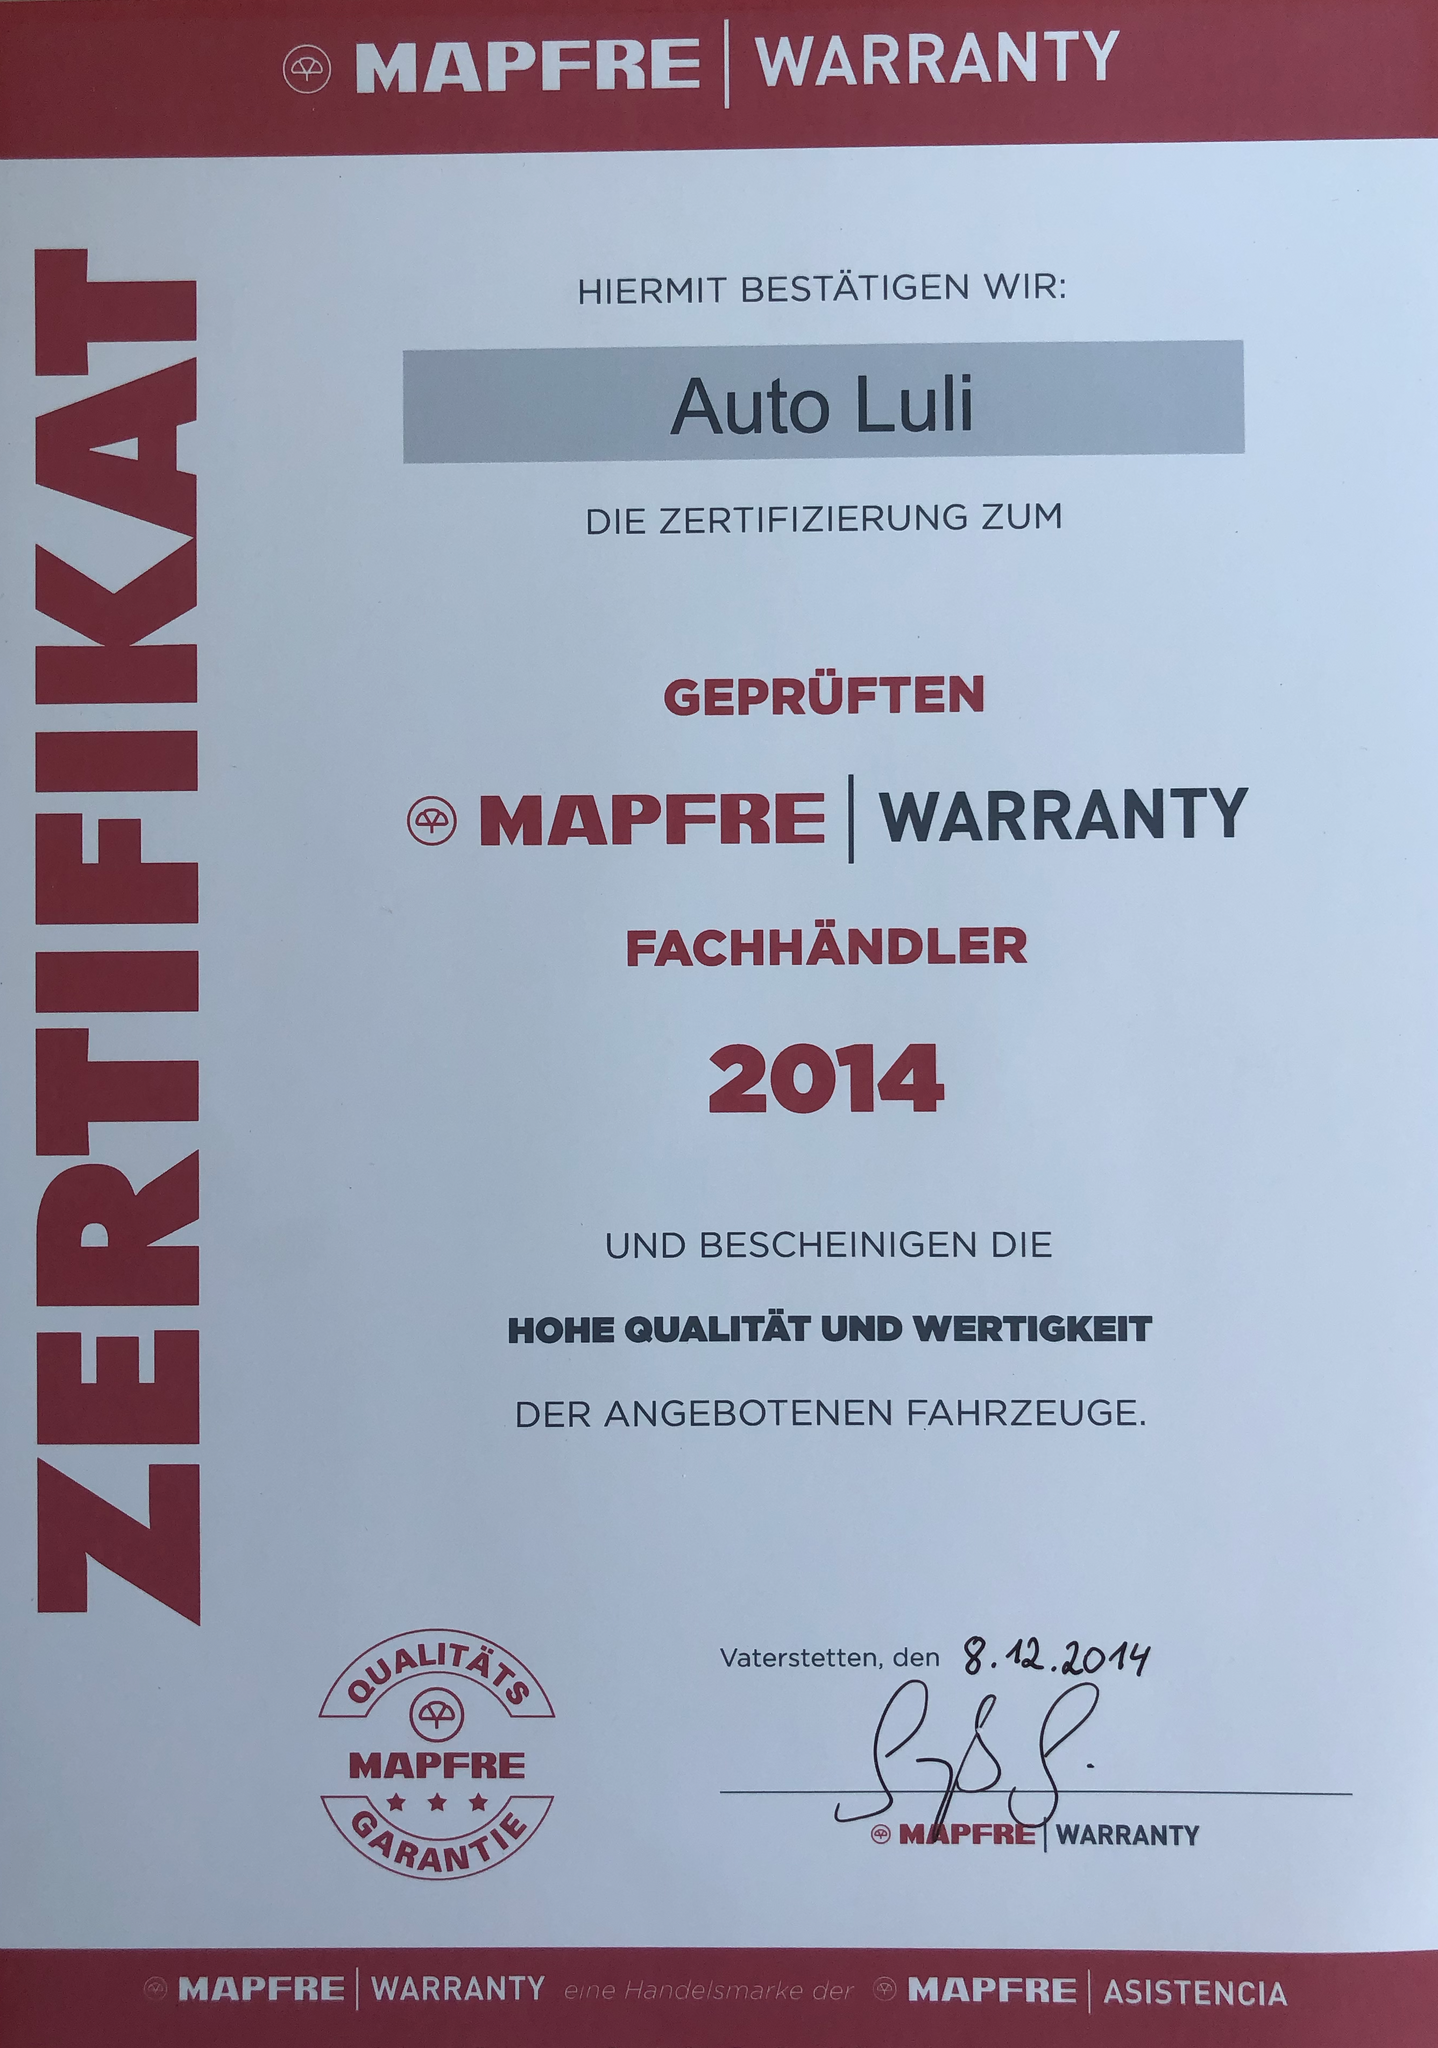 MAPFRE | WARRANTY
ZERTIFIKAT
HIERMIT BESTÄTIGEN WIR:
Auto Luli
DIE ZERTIFIZIERUNG ZUM
GEPRÜFTEN
MAPFRE | WARRANTY
FACHHÄNDLER
2014
UND BESCHEINIGEN DIE
HOHE QUALITÄT UND WERTIGKEIT
DER ANGEBOTENEN FAHRZEUGE.
QUALITÄTS
MAPFRE
GARANTIE
Vaterstetten, den 8.12.2014
MAPFRE | WARRANTY
MAPFRE | WARRANTY eine Handelsmarke der MAPFRE | ASISTENCIA